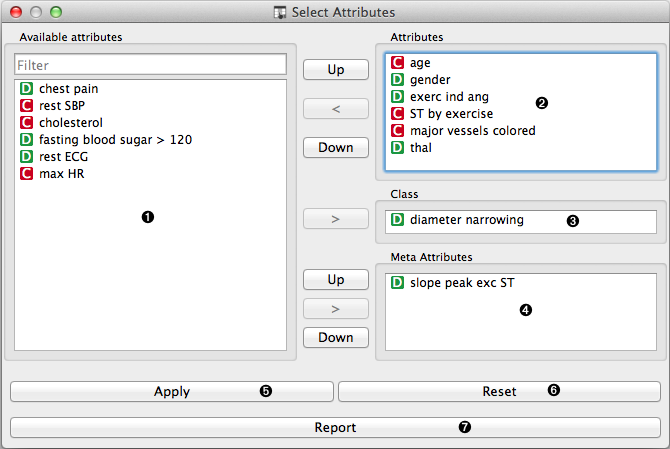 Select Attributes
Available attributes
Filter
D chest pain
C rest SBP
C cholesterol
D fasting blood sugar > 120
D rest ECG
C max HR
❶
Up
<
Down
>
Up
>
Down
Attributes
C age
D gender
D exerc ind ang
C ST by exercise
C major vessels colored
D thal
❷
Class
D diameter narrowing ❸
Meta Attributes
D slope peak exc ST
❹
Apply ❺
Reset ❻
Report ❼